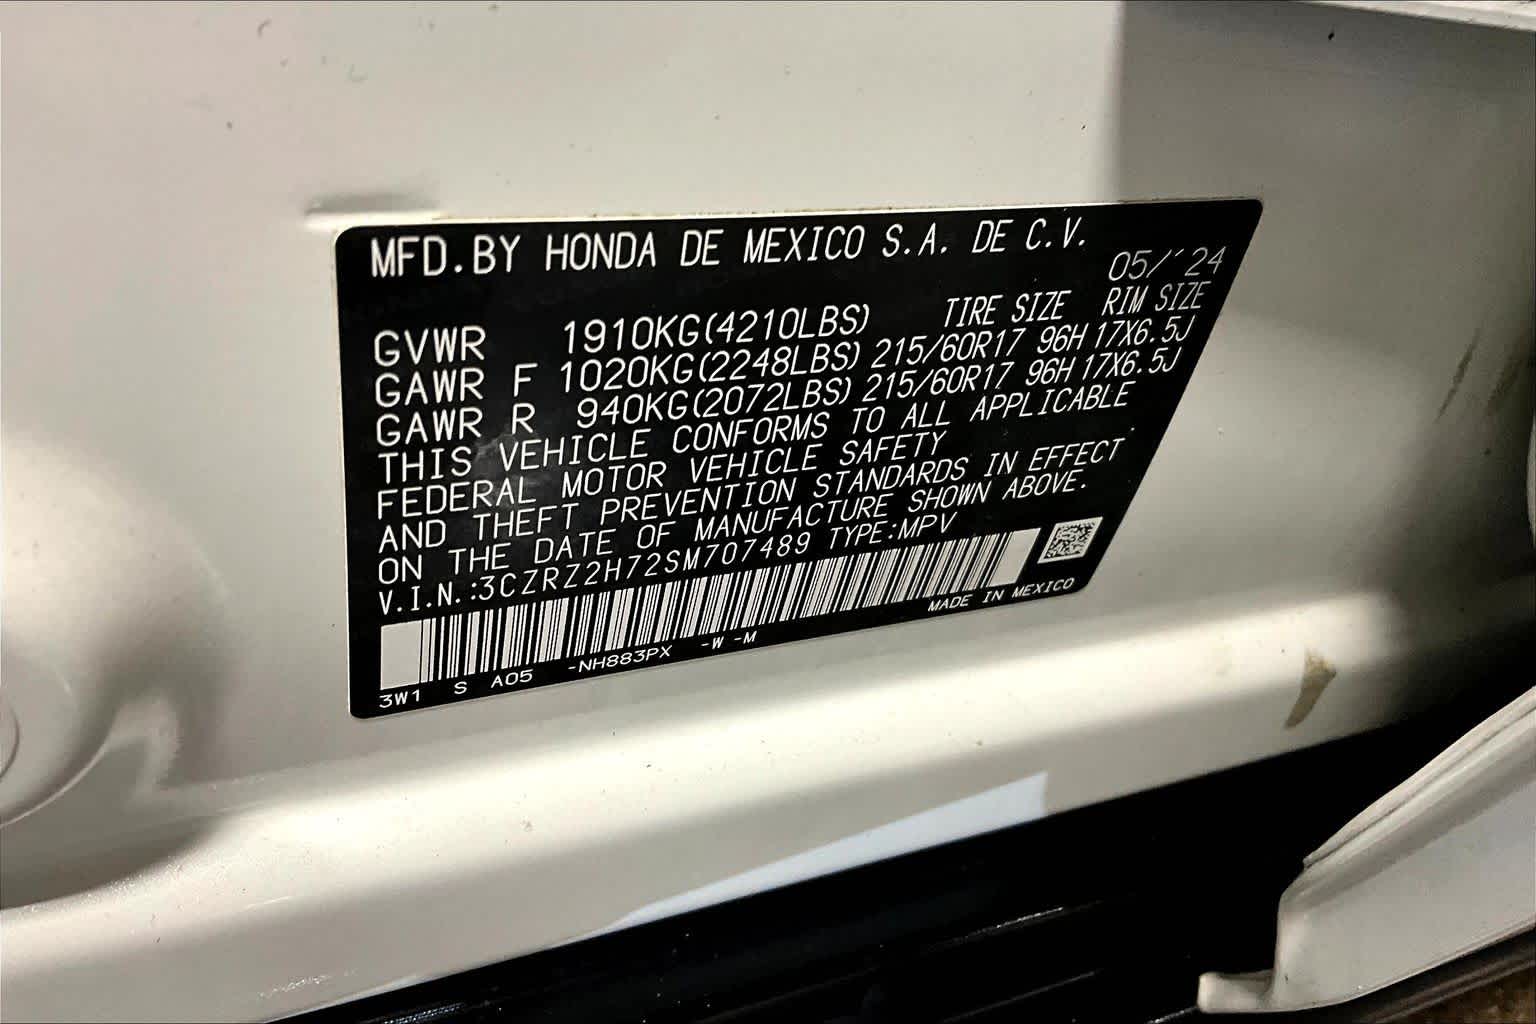 MFD.BY HONDA DE MEXICO S.A. DE C.V.
05/'24
GVWR 1910KG(4210LBS) TIRE SIZE RIM SIZE
GAWR F 1020KG(2248LBS) 215/60R17 96H 17X6.5J
GAWR R 940KG(2072LBS) 215/60R17 96H 17X6.5J
THIS VEHICLE CONFORMS TO ALL APPLICABLE
FEDERAL MOTOR VEHICLE SAFETY
AND THEFT PREVENTION STANDARDS IN EFFECT
ON THE DATE OF MANUFACTURE SHOWN ABOVE.
V.I.N.:3CZRZ2H72SM707489 TYPE:MPV
MADE IN MEXICO
3W1 S A05 -NH883PX -W -M